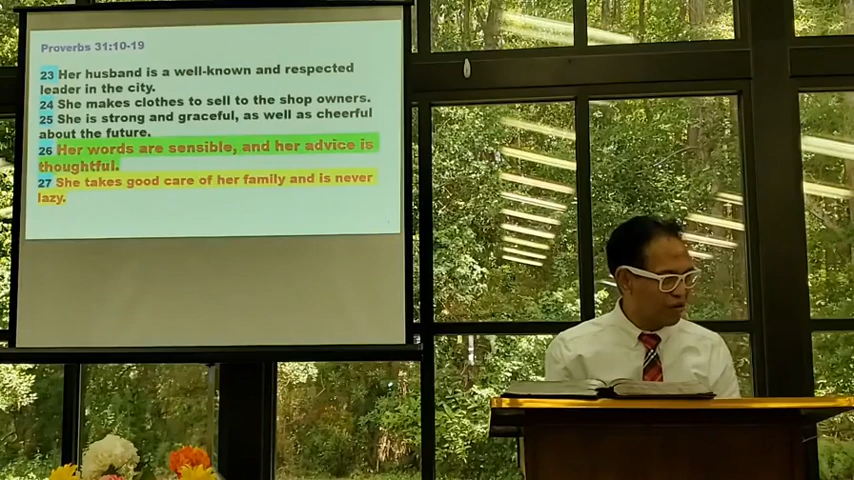 Proverbs 31:10-19
23 Her husband is a well-known and respected
leader in the city.
24 She makes clothes to sell to the shop owners.
25 She is strong and graceful, as well as cheerful
about the future.
26 Her words are sensible, and her advice is
thoughtful.
27 She takes good care of her family and is never
lazy.